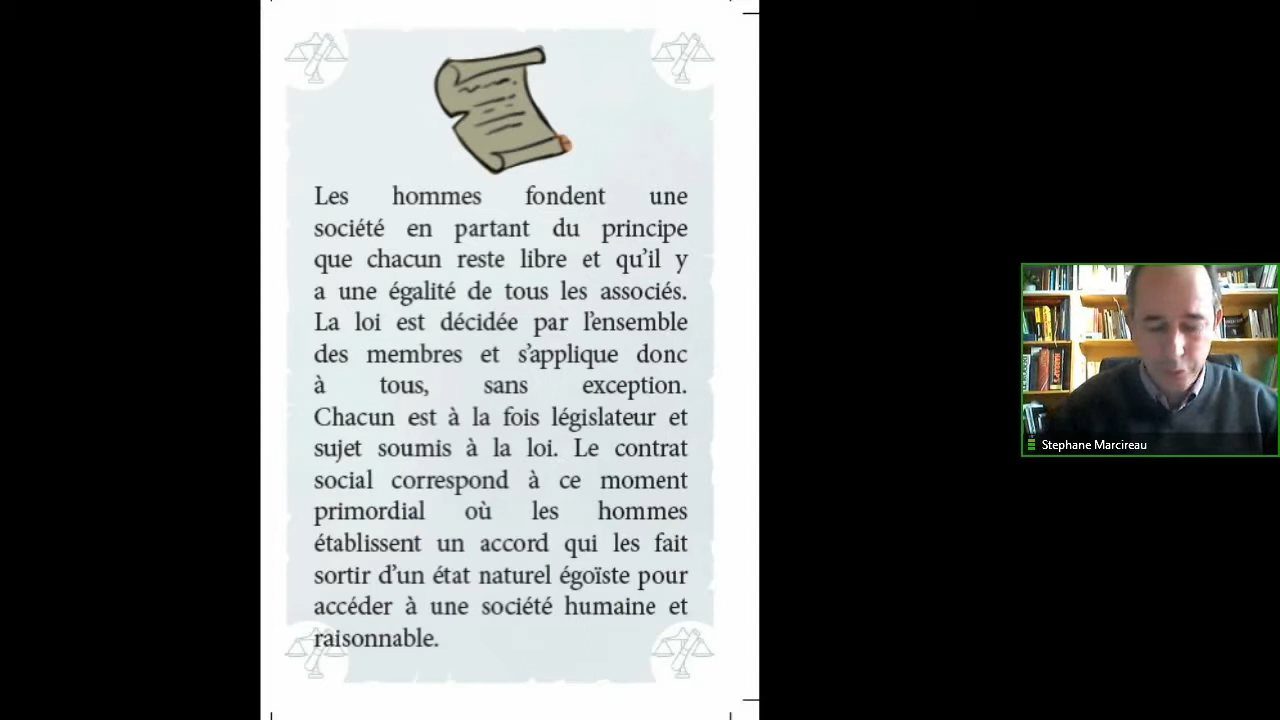 Les hommes fondent une
société en partant du principe
que chacun reste libre et qu’il y
a une égalité de tous les associés.
La loi est décidée par l’ensemble
des membres et s’applique donc
à tous, sans exception.
Chacun est à la fois législateur et
sujet soumis à la loi. Le contrat
social correspond à ce moment
primordial où les hommes
établissent un accord qui les fait
sortir d’un état naturel égoïste pour
accéder à une société humaine et
raisonnable.
Stephane Marcireau